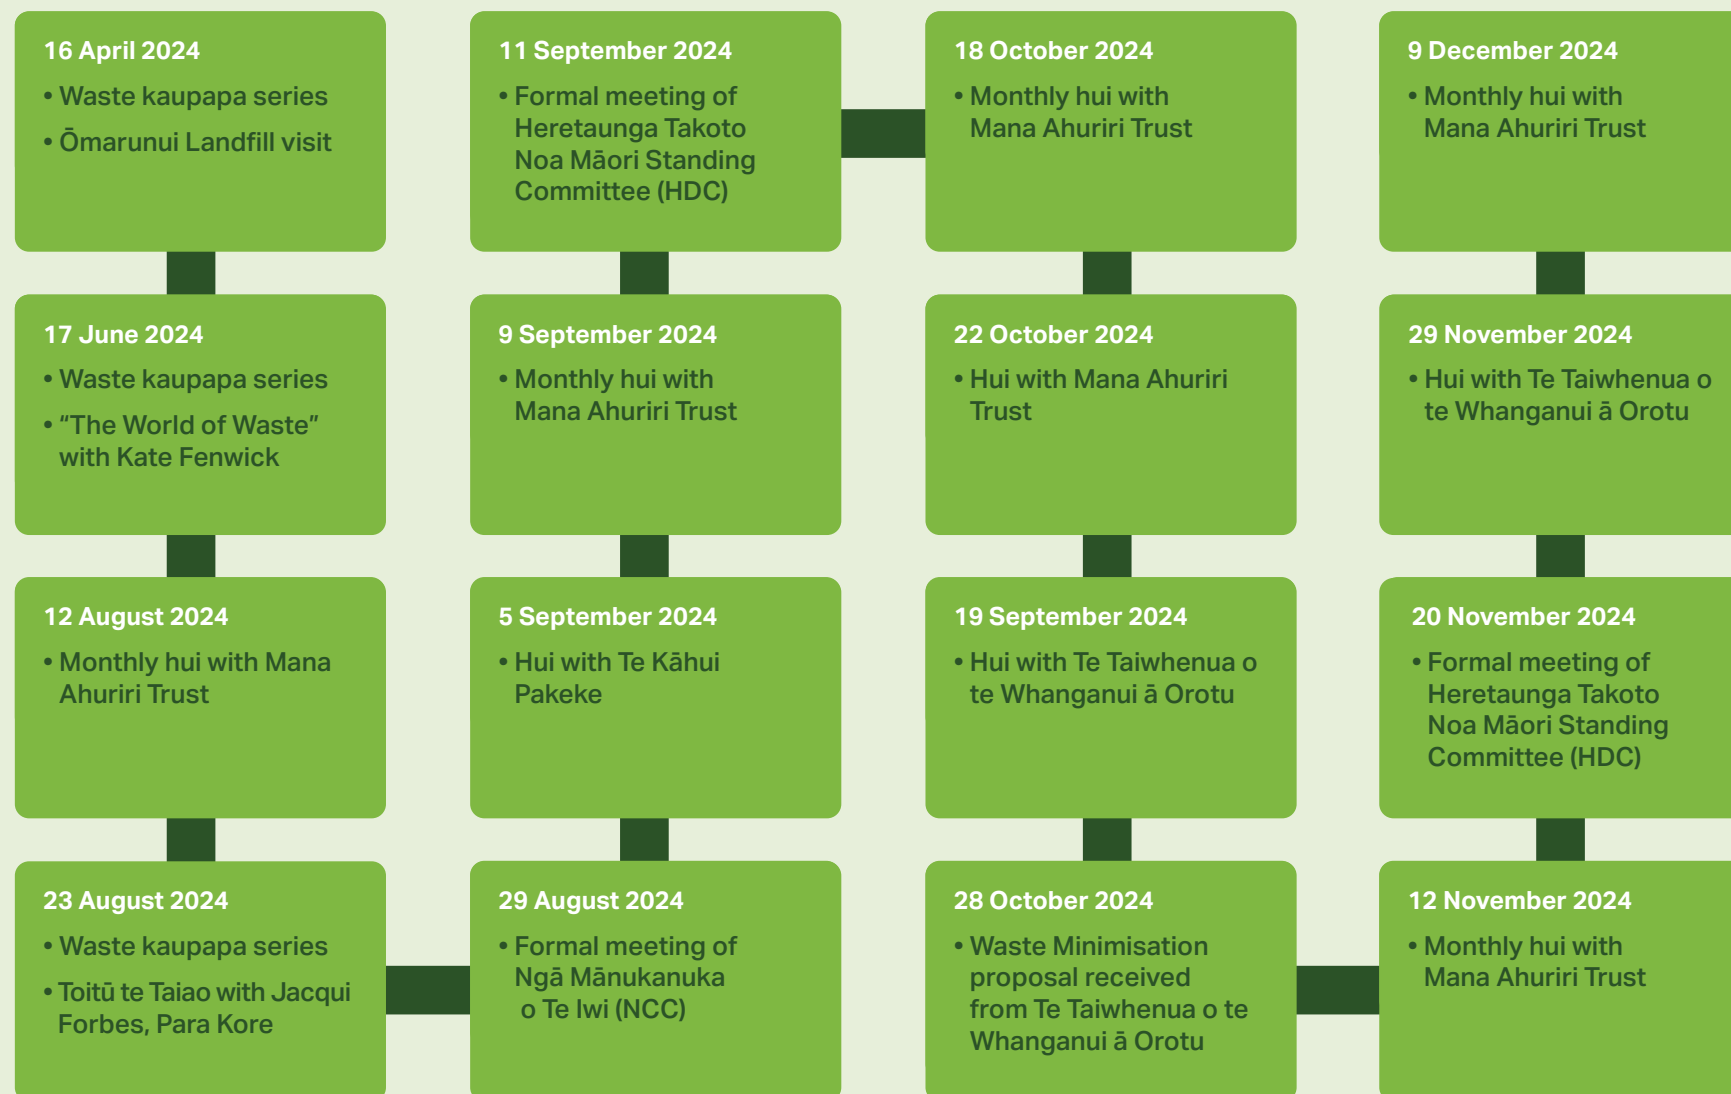 16 April 2024
• Waste kaupapa series
• Ōmarunui Landfill visit
17 June 2024
• Waste kaupapa series
• “The World of Waste”
with Kate Fenwick
12 August 2024
• Monthly hui with Mana
Ahuriri Trust
23 August 2024
• Waste kaupapa series
• Toitū te Taiao with Jacqui
Forbes, Para Kore
29 August 2024
• Formal meeting of
Ngā Mānukanuka
o Te Iwi (NCC)
5 September 2024
• Hui with Te Kāhui
Pakeke
9 September 2024
• Monthly hui with
Mana Ahuriri Trust
11 September 2024
• Formal meeting of
Heretaunga Takoto
Noa Māori Standing
Committee (HDC)
18 October 2024
• Monthly hui with
Mana Ahuriri Trust
22 October 2024
• Hui with Mana Ahuriri
Trust
19 September 2024
• Hui with Te Taiwhenua o
te Whanganui ā Orotu
28 October 2024
• Waste Minimisation
proposal received
from Te Taiwhenua o te
Whanganui ā Orotu
12 November 2024
• Monthly hui with
Mana Ahuriri Trust
20 November 2024
• Formal meeting of
Heretaunga Takoto
Noa Māori Standing
Committee (HDC)
29 November 2024
• Hui with Te Taiwhenua o
te Whanganui ā Orotu
9 December 2024
• Monthly hui with
Mana Ahuriri Trust